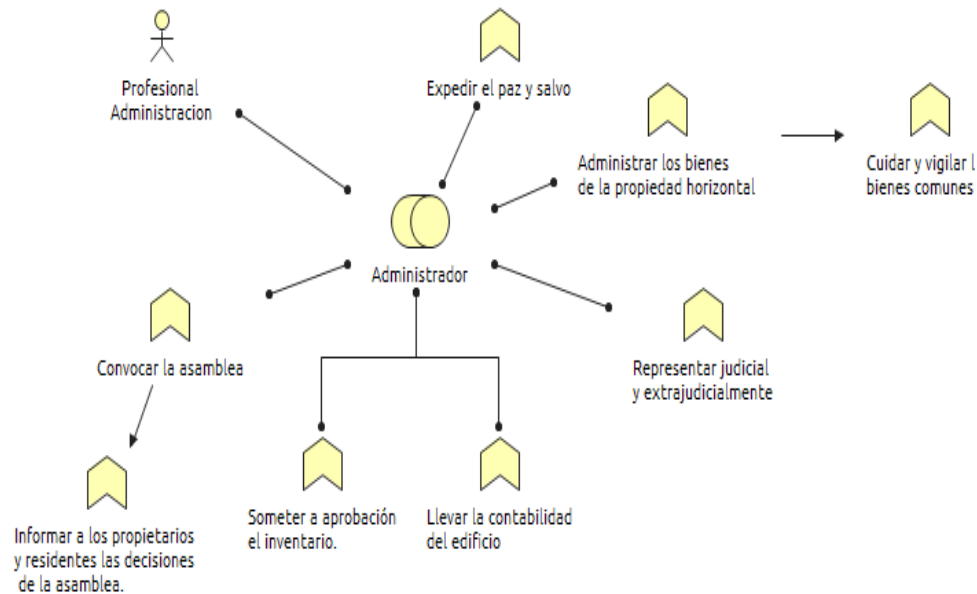 Profesional
Administracion
Expedir el paz y salvo
Administrar los bienes
de la propiedad horizontal
Cuidar y vigilar l
bienes comunes
Administrador
Convocar la asamblea
Representar judicial
y extrajudicialmente
Informar a los propietarios
y residentes las decisiones
de la asamblea.
Someter a aprobación
el inventario.
Llevar la contabilidad
del edificio